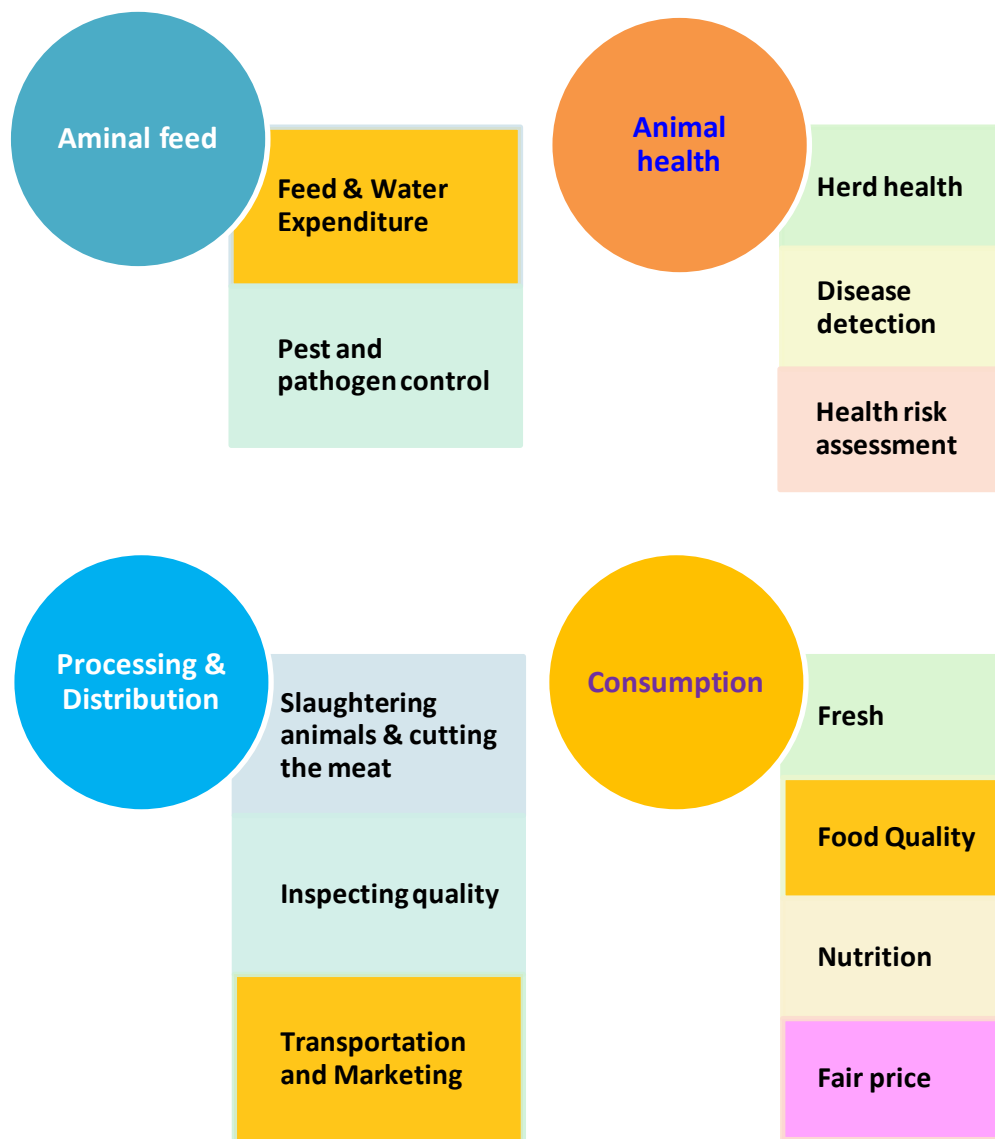 Aminal feed
Feed & Water
Expenditure
Pest and
pathogen control
Animal
health
Herd health
Disease
detection
Health risk
assessment
Processing &
Distribution
Slaughtering
animals & cutting
the meat
Inspecting quality
Transportation
and Marketing
Consumption
Fresh
Food Quality
Nutrition
Fair price